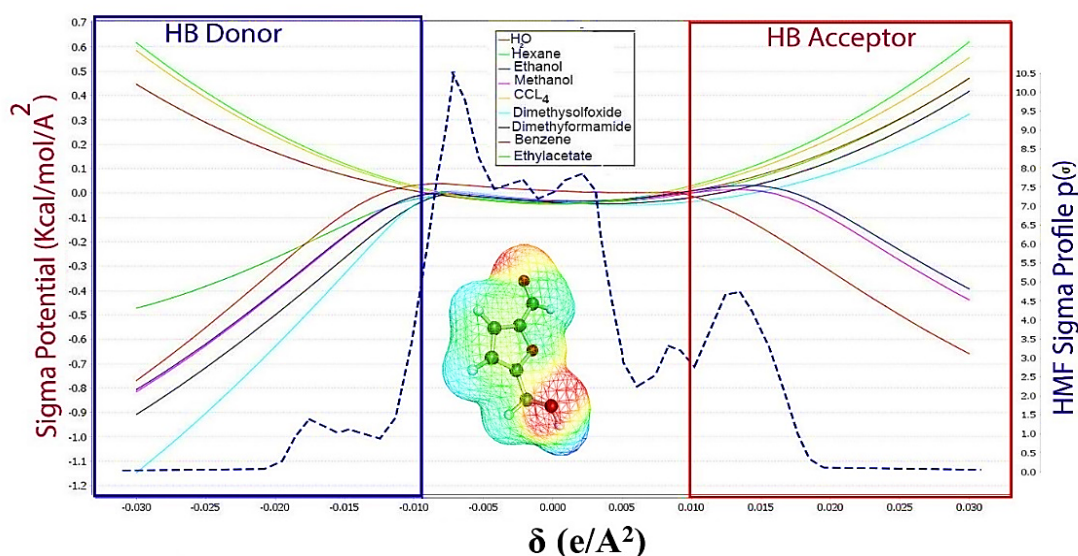 HB Donor
HB Acceptor
H2O
Hexane
Ethanol
Methanol
CCL4
Dimethysolfoxide
Dimethyformamide
Benzene
Ethylacetate
Sigma Potential (Kcal/mol/A2)
0.7
0.6
0.5
0.4
0.3
0.2
0.1
0.0
-0.1
-0.2
-0.3
-0.4
-0.5
-0.6
-0.7
-0.8
-0.9
-1.0
-1.1
-1.2
10.5
10.0
9.5
9.0
8.5
8.0
7.5
7.0
6.5
6.0
5.5
5.0
4.5
4.0
3.5
3.0
2.5
2.0
1.5
1.0
0.5
0.0
HMF Sigma Profile p(σ)
-0.030 -0.025 -0.020 -0.015 -0.010 -0.005 0.000 0.005 0.010 0.015 0.020 0.025 0.030
δ (e/A2)